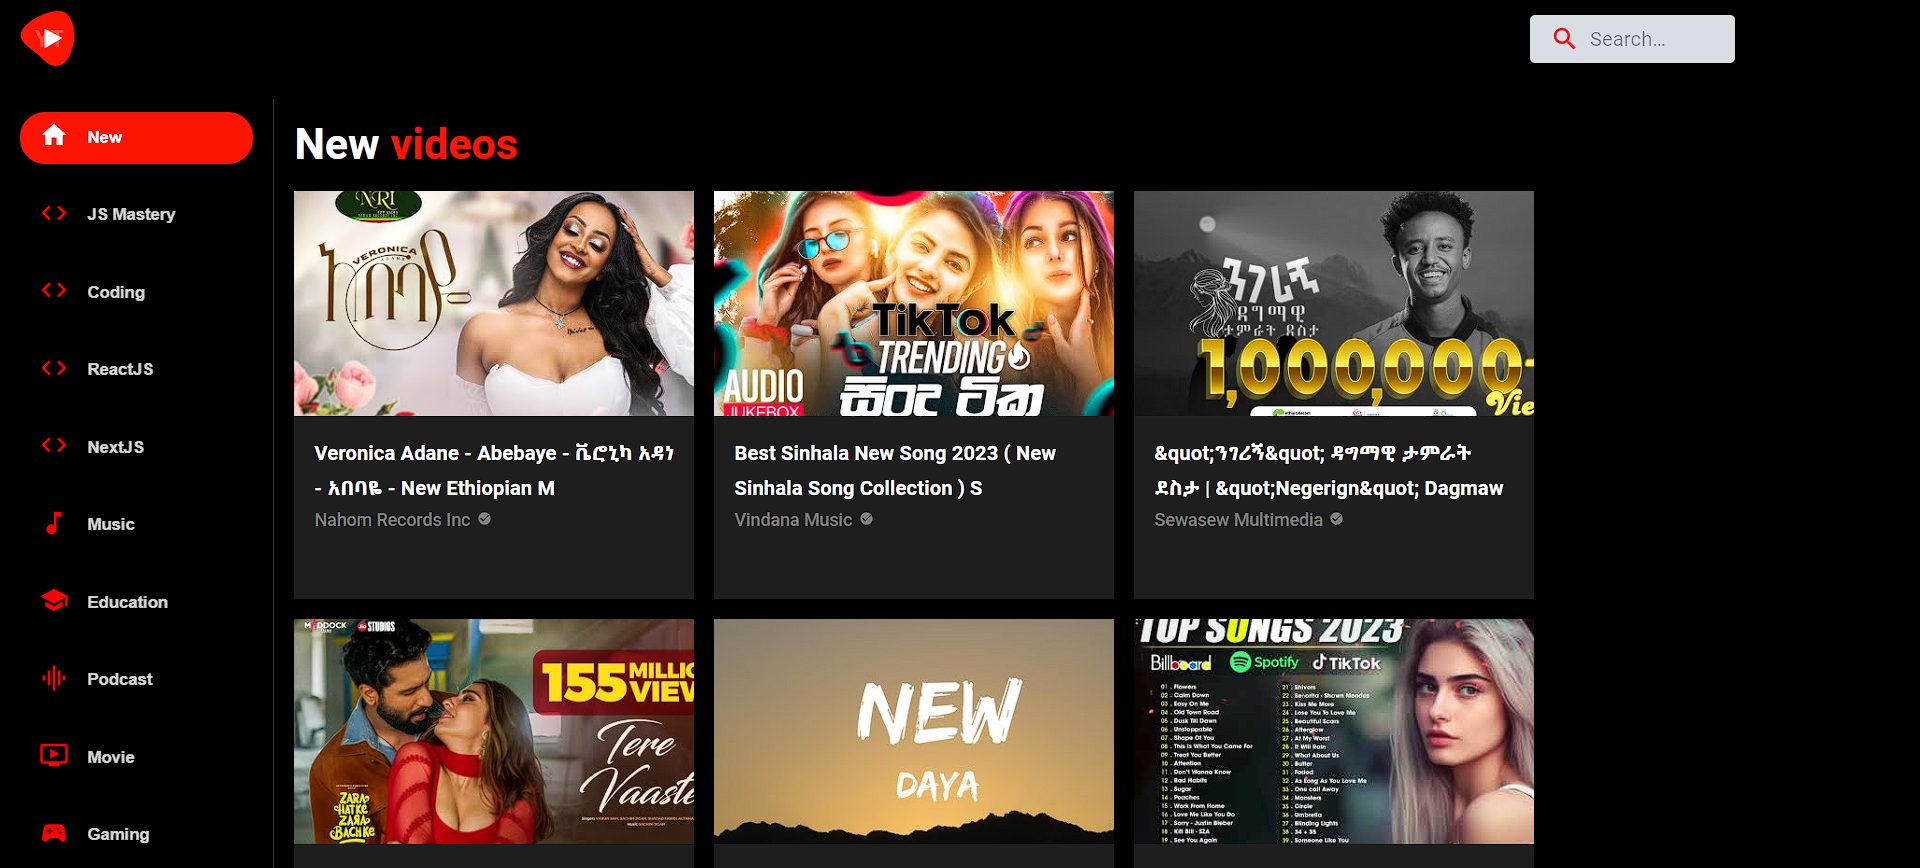 YT
Search...
New
JS Mastery
Coding
ReactJS
NextJS
Music
Education
Podcast
Movie
Gaming
New videos
NRI
VERONICA
ADANE
አበባዬ
Veronica Adane - Abebaye - ቬሮኒካ አዳነ
- አበባዬ - New Ethiopian M
Nahom Records Inc
TikTok
TRENDING
AUDIO
JUKEBOX
සිංදු ටික
Best Sinhala New Song 2023 ( New
Sinhala Song Collection ) S
Vindana Music
ንገሪኝ
ዳግማዊ
ታምራት ደስታ
1,000,000+
Vie
&quot;ንገሪኝ&quot; ዳግማዊ ታምራት
ደስታ | &quot;Negerign&quot; Dagmaw
Sewasew Multimedia
MADDOCK
JIO STUDIOS
155 MILLIO
VIEW
Tere
Vaaste
ZARA
HATKE
ZARA
BACHKE
NEW
DAYA
TOP SONGS 2023
Billboard Spotify TikTok
01 . Flowers
02 . Calm Down
03 . Easy On Me
04 . Old Town Road
05 . Dusk Till Dawn
06 . Unstoppable
07 . Shape Of You
08 . This Is What You Came For
09 . Treat You Better
10 . Attention
11 . Don't Wanna Know
12 . Bad Habits
13 . Sugar
14 . Psychos
15 . Work From Home
16 . Love Me Like You Do
17 . Sorry - Justin Bieber
18 . Kill Bill - SZA
19 . See You Again
21 . Shivers
22 . Senorita - Shawn Mendes
23 . Kiss Me More
24 . Lose You To Love Me
25 . Beautiful Scars
26 . Afterglow
27 . At My Worst
28 . It Will Rain
29 . What About Us
30 . Butter
31 . Faded
32 . As Long As You Love Me
33 . One call Away
34 . Monsters
35 . Circle
36 . Umbrella
37 . Blinding Lights
38 . 34 + 35
39 . Someone Like You